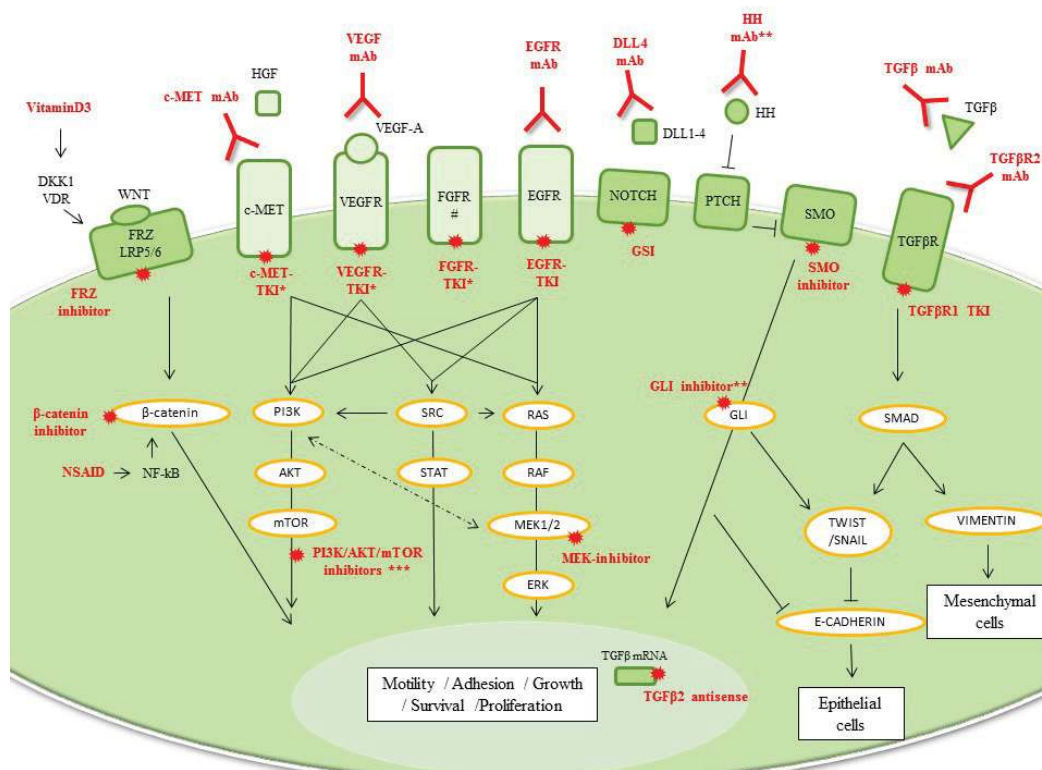 HH
mAb**
VEGF
mAb
EGFR
mAb
DLL4
mAb
TGFβ mAb
HGF
c-MET mAb
VitaminD3
TGFβ
VEGF-A
HH
DLL1-4
TGFβR2
mAb
DKK1
VDR
WNT
c-MET
VEGFR
FGFR
#
EGFR
NOTCH
PTCH
SMO
TGFβR
FRZ
LRP5/6
FRZ
inhibitor
c-MET-
TKI*
VEGFR-
TKI*
FGFR-
TKI*
EGFR-
TKI
GSI
SMO
inhibitor
TGFβR1 TKI
GLI inhibitor**
β-catenin
inhibitor
β-catenin
PI3K
SRC
RAS
GLI
SMAD
NSAID
NF-kB
AKT
STAT
RAF
mTOR
MEK1/2
TWIST
/SNAIL
VIMENTIN
PI3K/AKT/mTOR
inhibitors ***
MEK-inhibitor
ERK
E-CADHERIN
Mesenchymal
cells
TGFβ mRNA
Motility / Adhesion / Growth
/ Survival /Proliferation
TGFβ2 antisense
Epithelial
cells